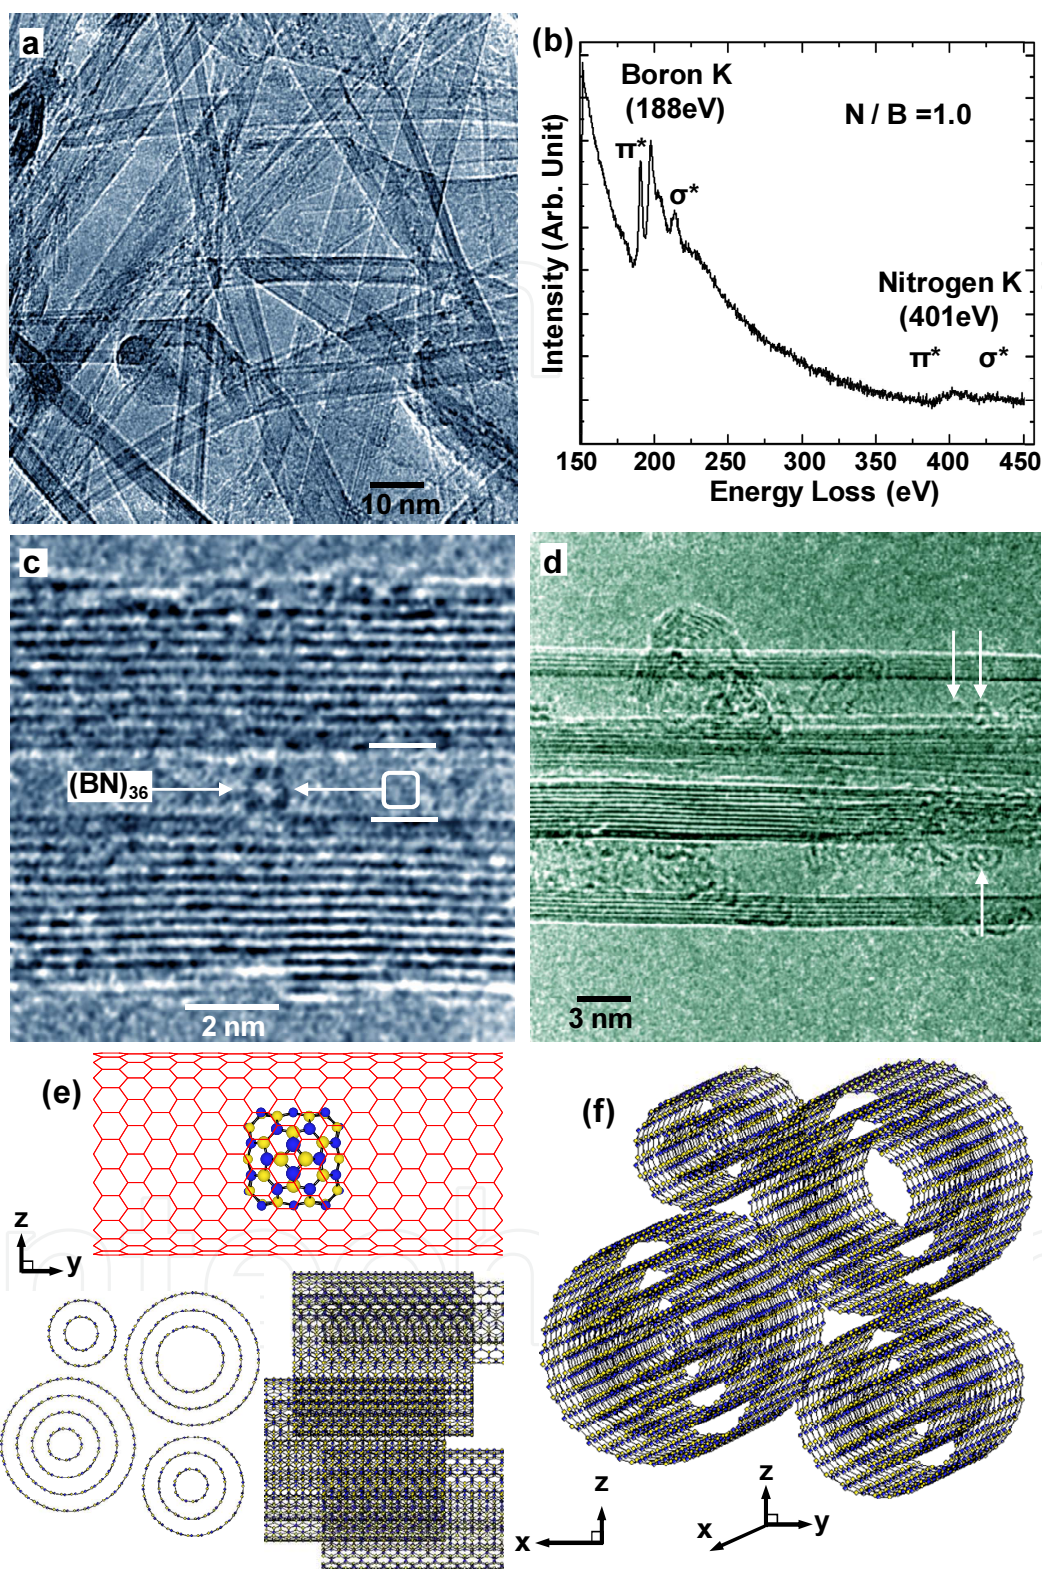 a
10 nm
(b)
Boron K
(188eV)
N / B =1.0
π*
σ*
Nitrogen K
(401eV)
π* σ*
Intensity (Arb. Unit)
150 200 250 300 350 400 450
Energy Loss (eV)
c
(BN)36
2 nm
d
3 nm
(e)
z
y
x
z
(f)
z
x
y